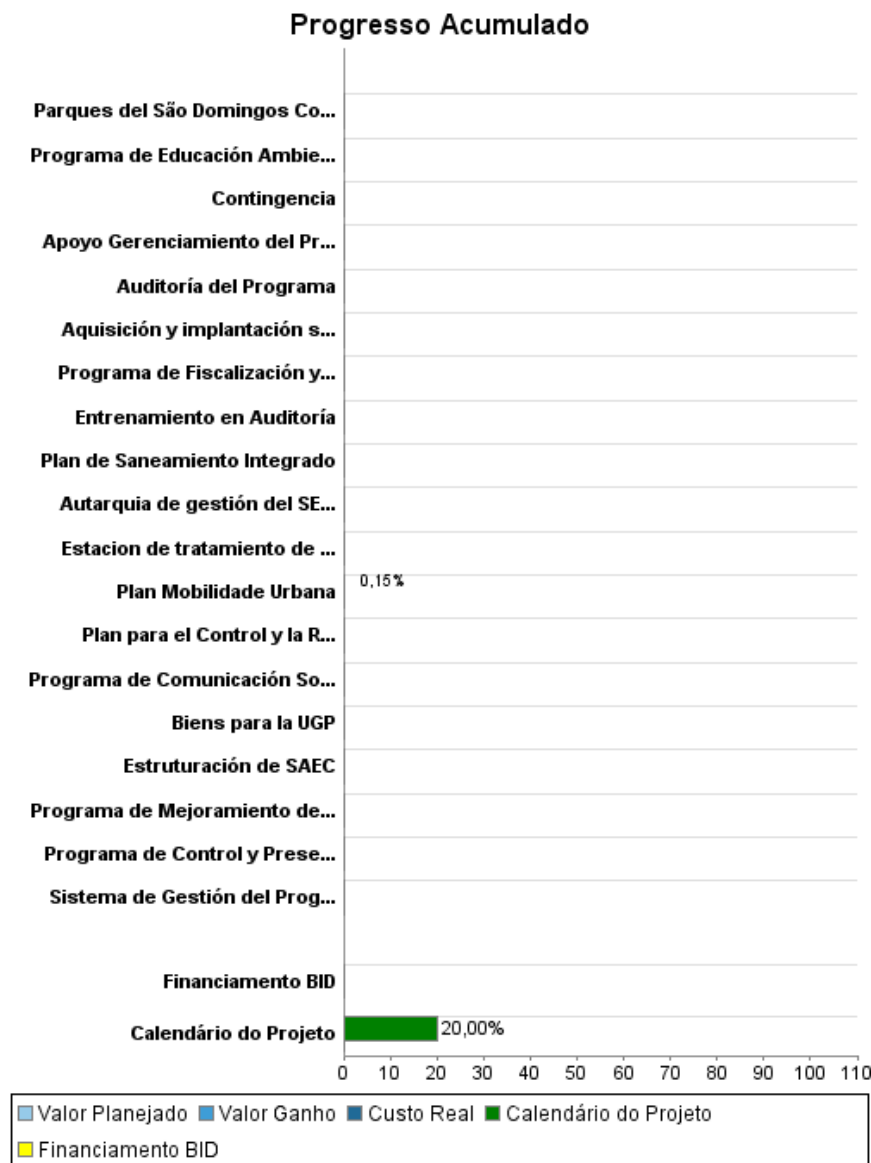 Progresso Acumulado
Parques del São Domingos Co...
Programa de Educación Ambie...
Contingencia
Apoyo Gerenciamiento del Pr...
Auditoría del Programa
Aquisición y implantación s...
Programa de Fiscalización y...
Entrenamiento en Auditoría
Plan de Saneamiento Integrado
Autarquia de gestión del SE...
Estacion de tratamiento de ...
0,15%
Plan Mobilidade Urbana
Plan para el Control y la R...
Programa de Comunicación So...
Biens para la UGP
Estruturación de SAEC
Programa de Mejoramiento de...
Programa de Control y Prese...
Sistema de Gestión del Prog...
Financiamento BID
Calendário do Projeto 20,00%
0 10 20 30 40 50 60 70 80 90 100 110
Valor Planejado Valor Ganho Custo Real Calendário do Projeto
Financiamento BID